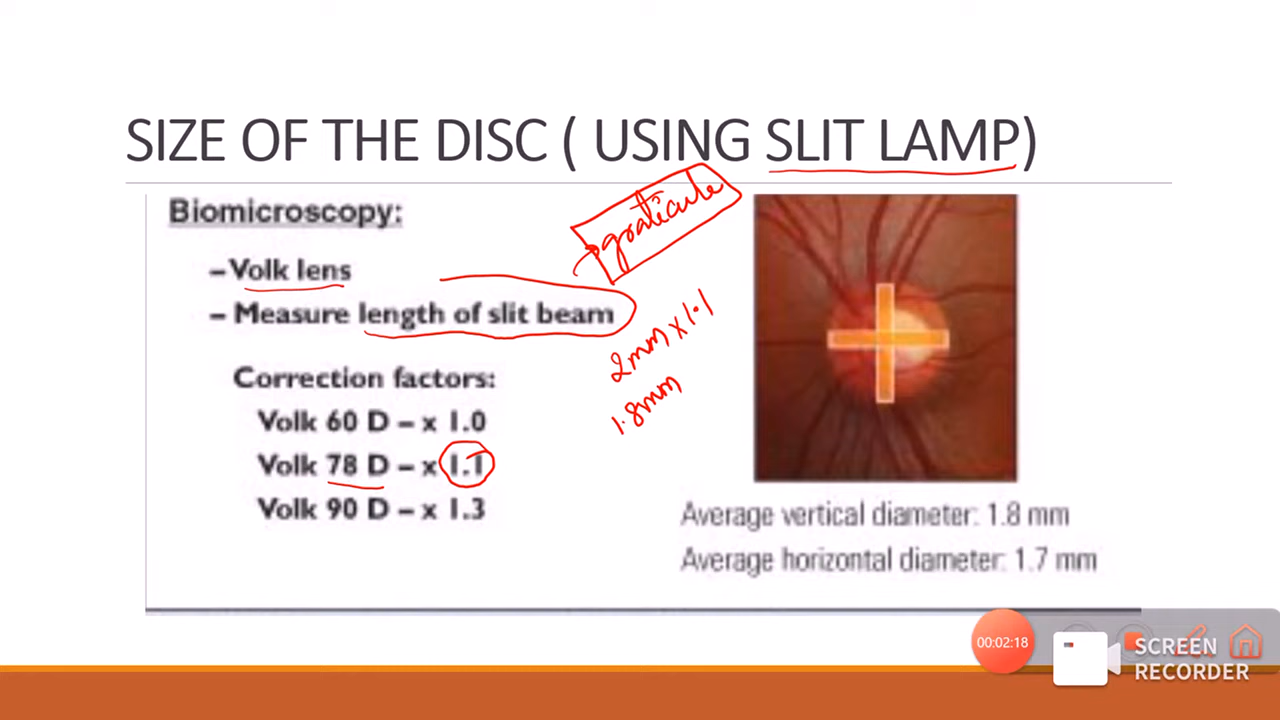 SIZE OF THE DISC ( USING SLIT LAMP)
Biomicroscopy:
– Volk lens
– Measure length of slit beam
graticule
2mm x 1.1
1.8mm
Correction factors:
Volk 60 D – x 1.0
Volk 78 D – x 1.1
Volk 90 D – x 1.3
Average vertical diameter: 1.8 mm
Average horizontal diameter: 1.7 mm
00:02:18
SCREEN
RECORDER